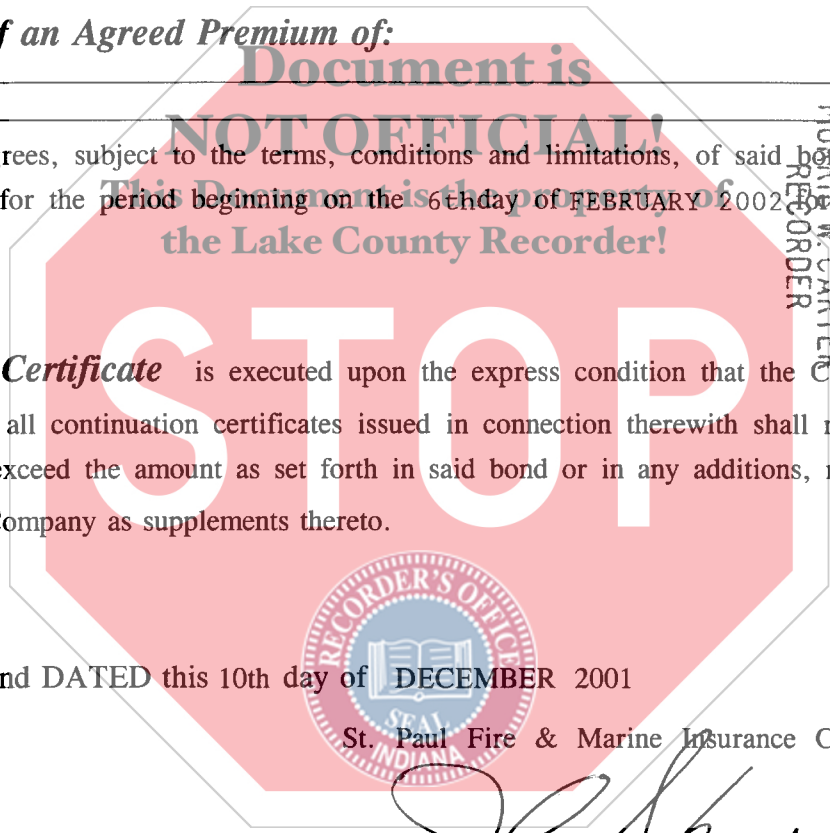 f an Agreed Premium of:
Document is
NOT OFFICIAL!
rees, subject to the terms, conditions and limitations, of said bo
This Document is the property of
for the period beginning on the 6thday of FEBRUARY 2002 for
the Lake County Recorder!
RECORDER
STOP
Certificate is executed upon the express condition that the C
all continuation certificates issued in connection therewith shall
exceed the amount as set forth in said bond or in any additions,
Company as supplements thereto.
RECORDER'S OFFICE
SEAL
INDIANA
nd DATED this 10th day of DECEMBER 2001
St. Paul Fire & Marine Insurance C